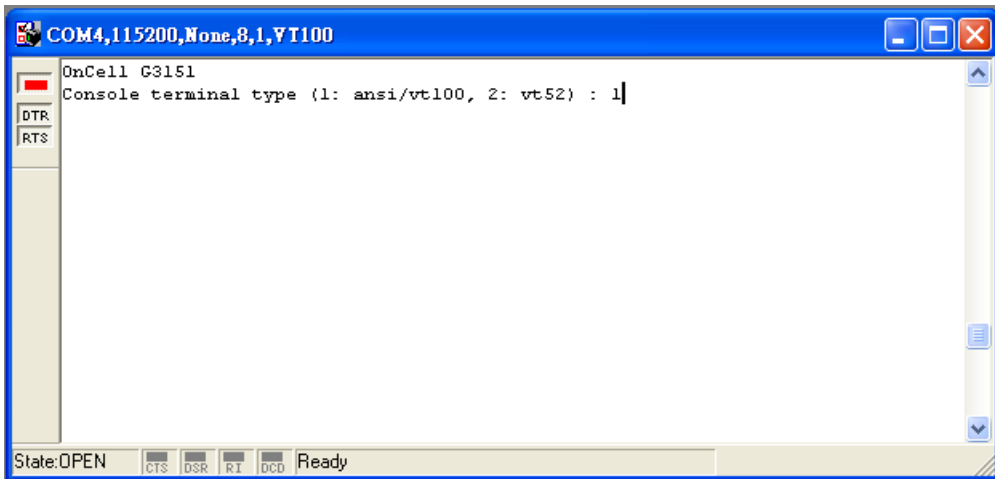 COM4,115200,None,8,1,VT100
OnCell G3151
Console terminal type (1: ansi/vt100, 2: vt52) : 1
DTR
RTS
State:OPEN CTS DSR RI DCD Ready